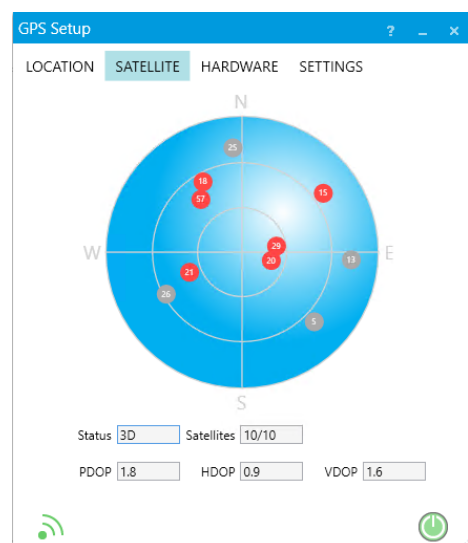 GPS Setup ? _ ×
LOCATION SATELLITE HARDWARE SETTINGS
N
25
18
57
15
W
29
20
13
E
21
26
5
S
Status 3D Satellites 10/10
PDOP 1.8 HDOP 0.9 VDOP 1.6